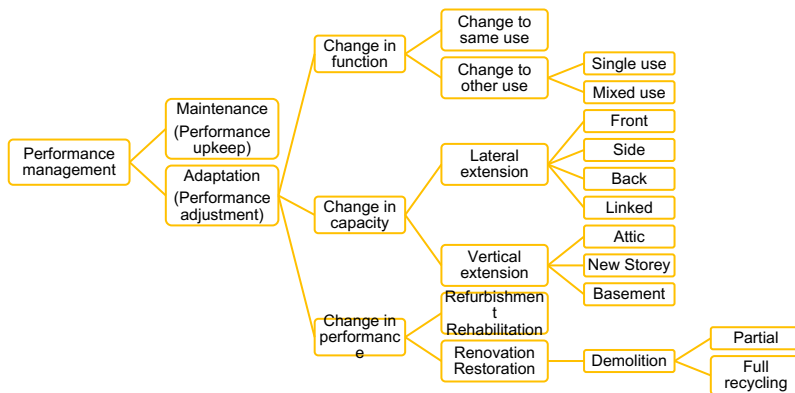 Performance
management
Maintenance
(Performance
upkeep)
Adaptation
(Performance
adjustment)
Change in
function
Change to
same use
Change to
other use
Single use
Mixed use
Change in
capacity
Lateral
extension
Front
Side
Back
Linked
Vertical
extension
Attic
New Storey
Basement
Change in
performanc
e
Refurbishmen
t
Rehabilitation
Renovation
Restoration
Demolition
Partial
Full
recycling